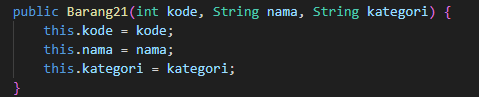 public Barang21(int kode, String nama, String kategori) {
    this.kode = kode;
    this.nama = nama;
    this.kategori = kategori;
}